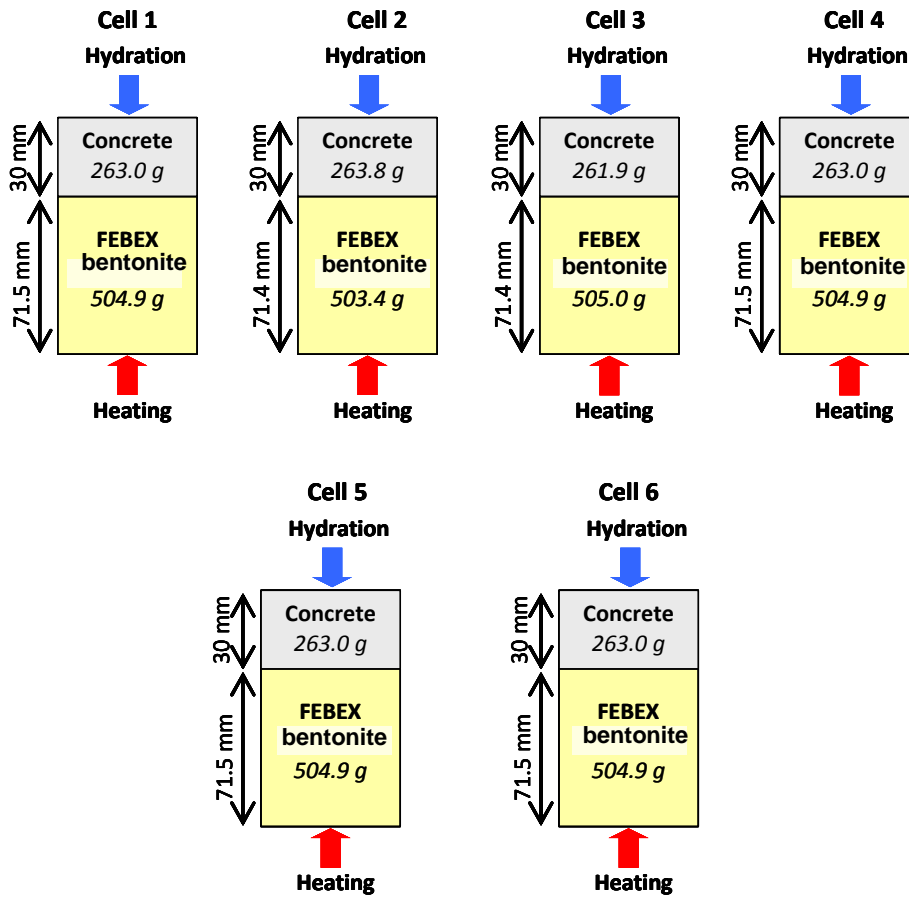 Cell 1
Hydration
30 mm
Concrete
263.0 g
71.5 mm
FEBEX
bentonite
504.9 g
Heating
Cell 2
Hydration
30 mm
Concrete
263.8 g
71.4 mm
FEBEX
bentonite
503.4 g
Heating
Cell 3
Hydration
30 mm
Concrete
261.9 g
71.4 mm
FEBEX
bentonite
505.0 g
Heating
Cell 4
Hydration
30 mm
Concrete
263.0 g
71.5 mm
FEBEX
bentonite
504.9 g
Heating
Cell 5
Hydration
30 mm
Concrete
263.0 g
71.5 mm
FEBEX
bentonite
504.9 g
Heating
Cell 6
Hydration
30 mm
Concrete
263.0 g
71.5 mm
FEBEX
bentonite
504.9 g
Heating